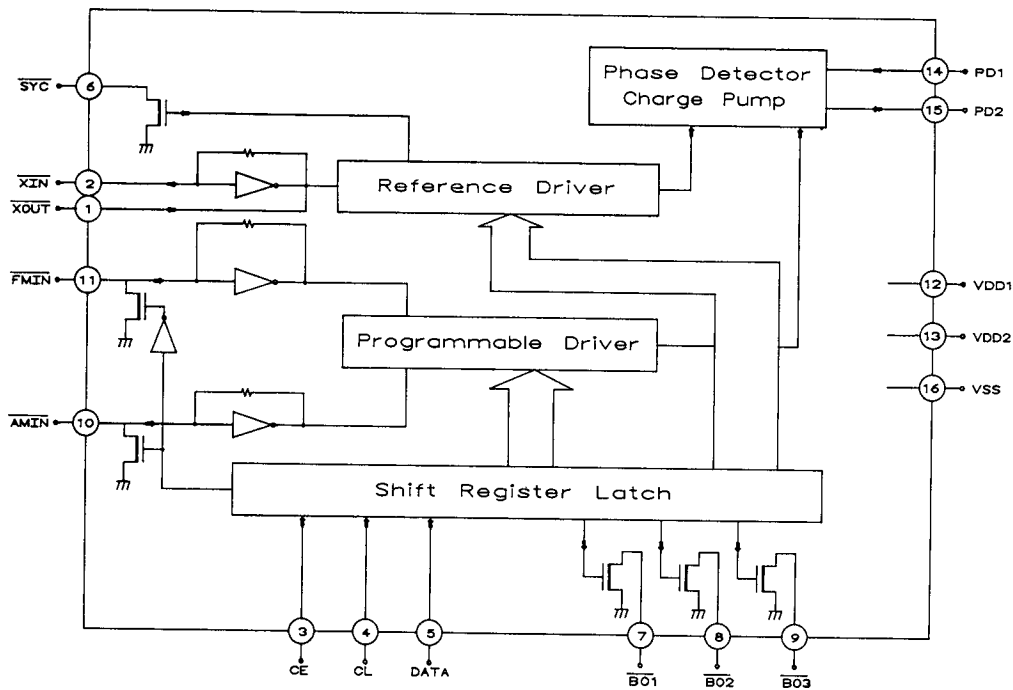 Phase Detector
Charge Pump
14 PD1
15 PD2
SYC 6
XIN 2
XOUT 1
Reference Driver
FMIN 11
12 VDD1
Programmable Driver
13 VDD2
16 VSS
AMIN 10
Shift Register Latch
3 4 5 7 8 9
CE CL DATA BO1 BO2 BO3